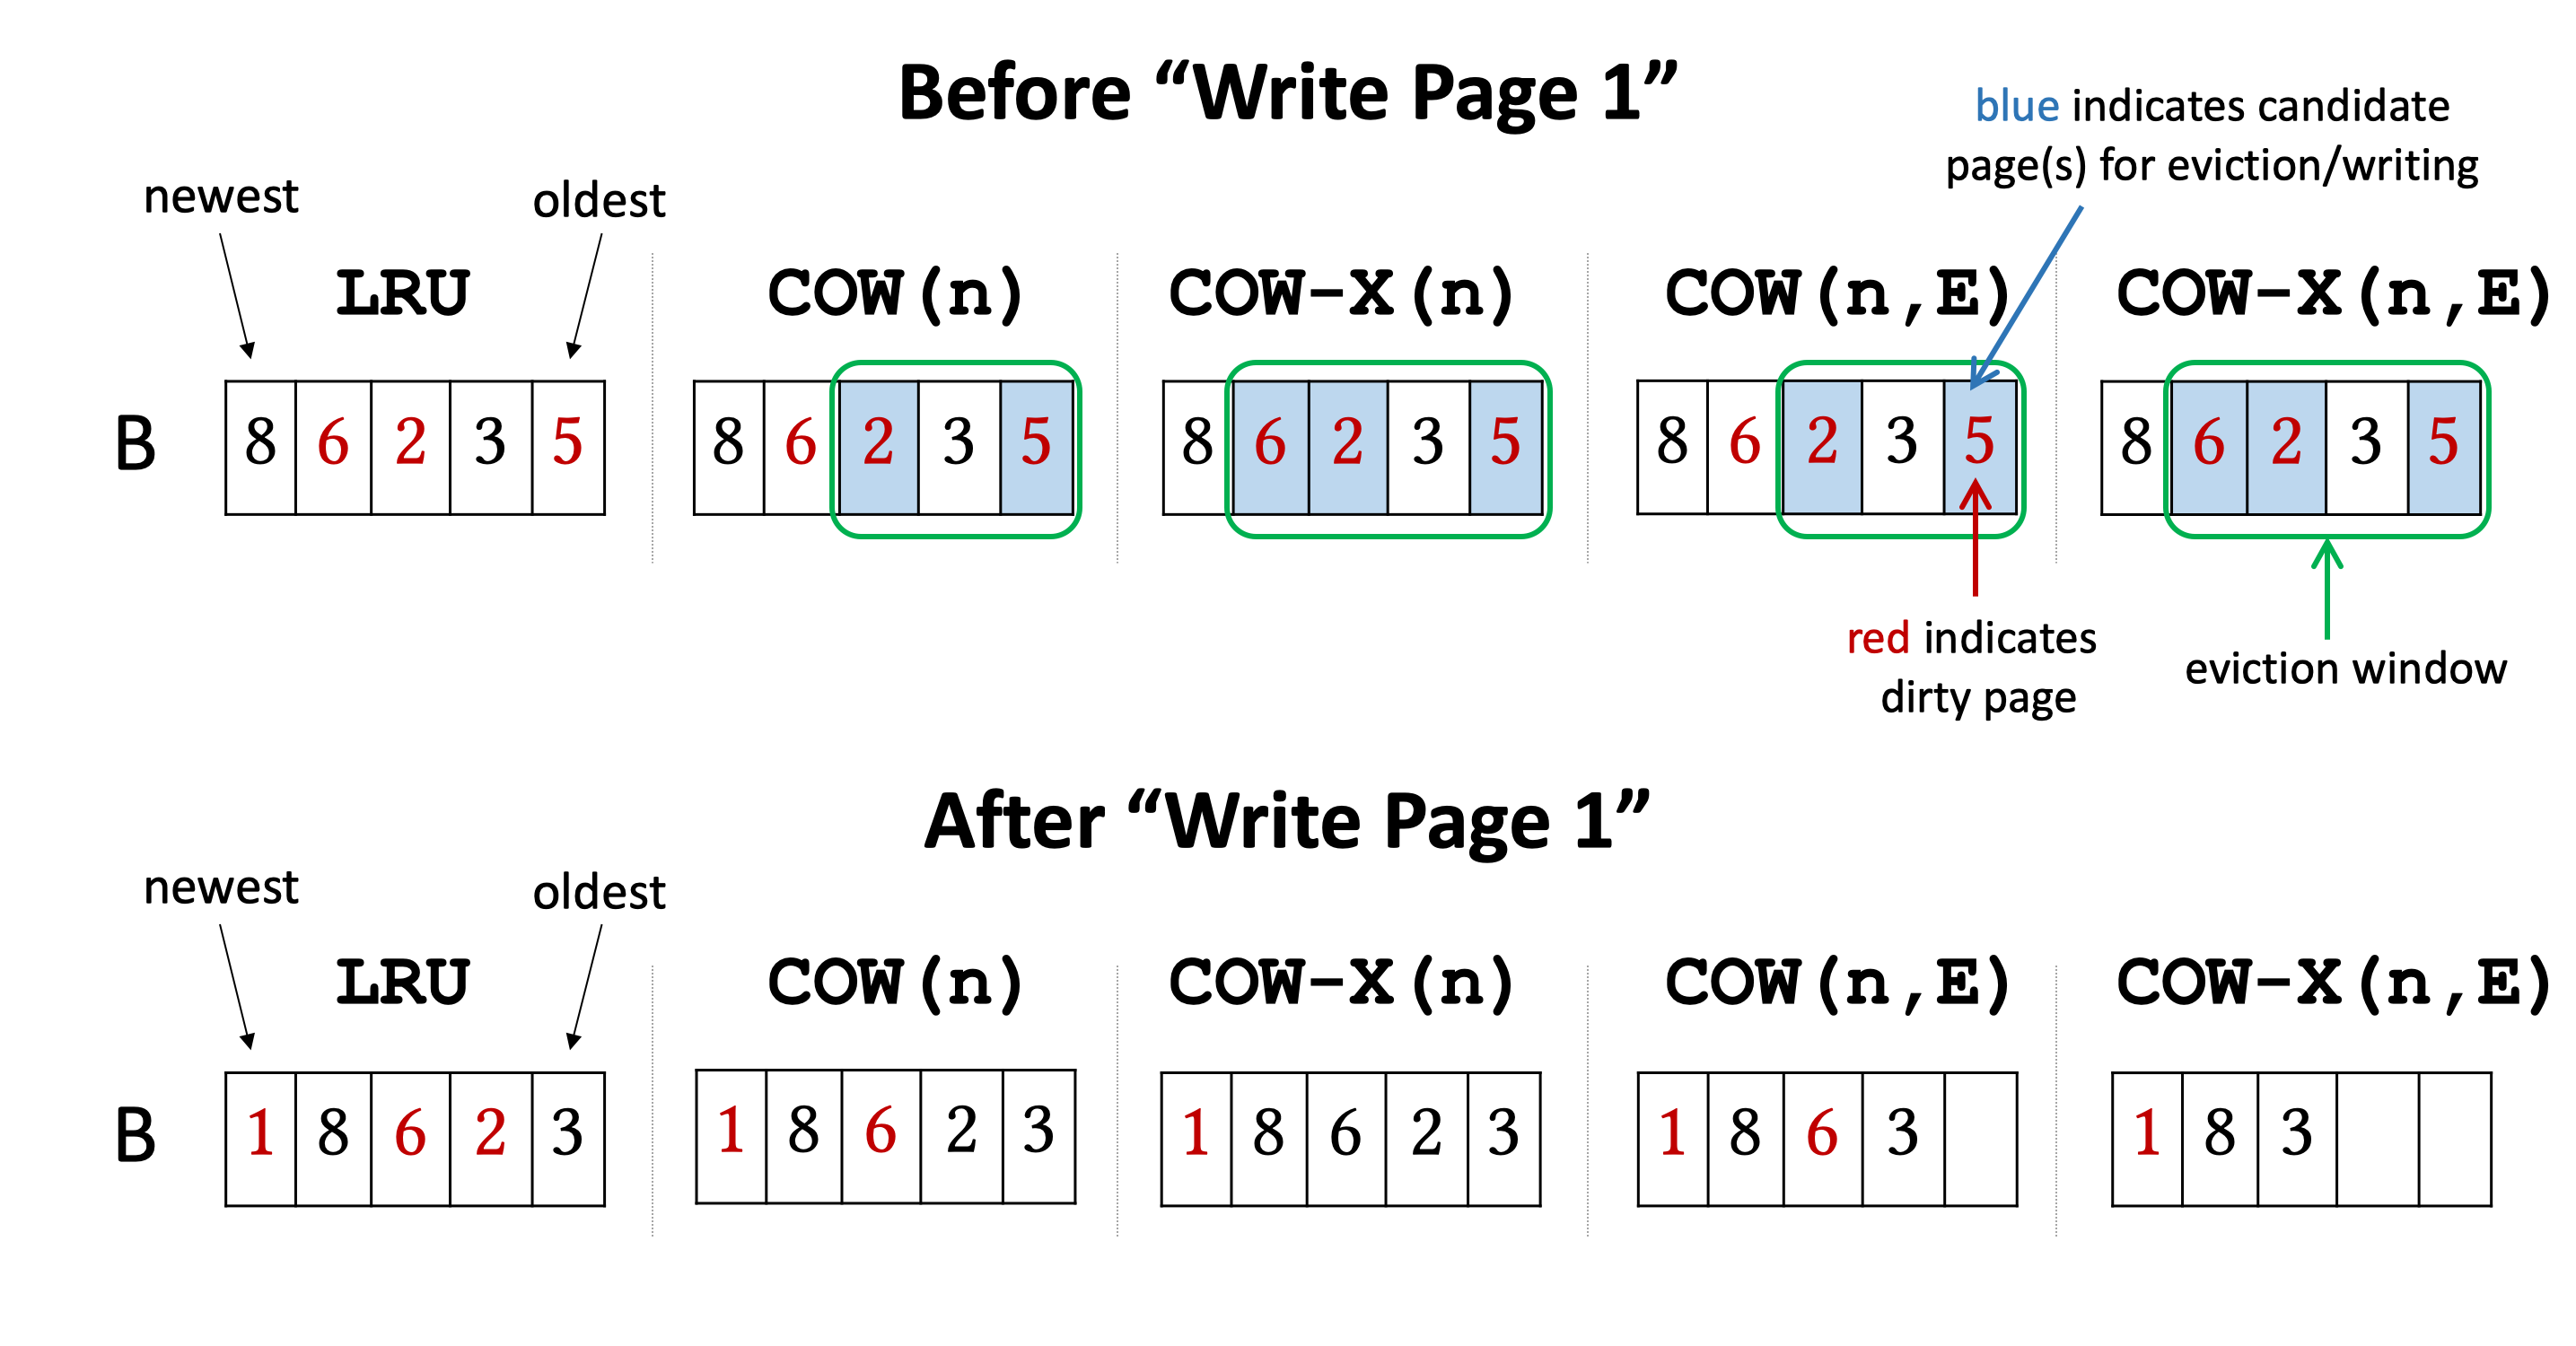 Before “Write Page 1”
blue indicates candidate
page(s) for eviction/writing
newest oldest
LRU COW(n) COW-X(n) COW(n,E) COW-X(n,E)
B 8 6 2 3 5 8 6 2 3 5 8 6 2 3 5 8 6 2 3 5 8 6 2 3 5
red indicates
dirty page
eviction window
After “Write Page 1”
newest oldest
LRU COW(n) COW-X(n) COW(n,E) COW-X(n,E)
B 1 8 6 2 3 1 8 6 2 3 1 8 6 2 3 1 8 6 3 1 8 3